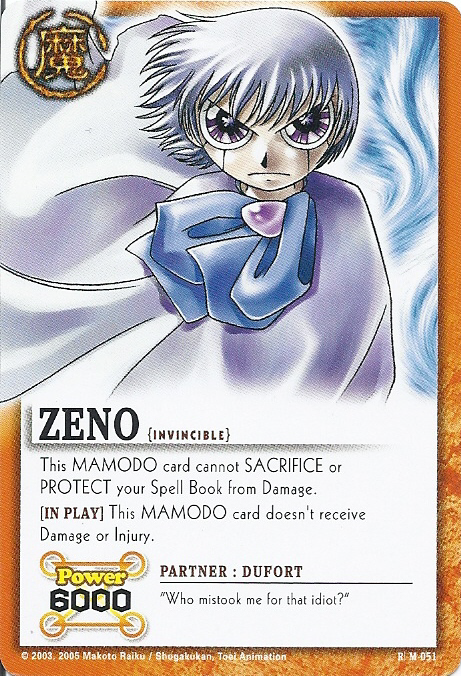 魔
ZENO {INVINCIBLE}
This MAMODO card cannot SACRIFICE or
PROTECT your Spell Book from Damage.
[IN PLAY] This MAMODO card doesn't receive
Damage or Injury.
Power
6000
PARTNER : DUFORT
"Who mistook me for that idiot?"
© 2003, 2005 Makoto Raiku / Shogakukan, Toei Animation
RI M-051